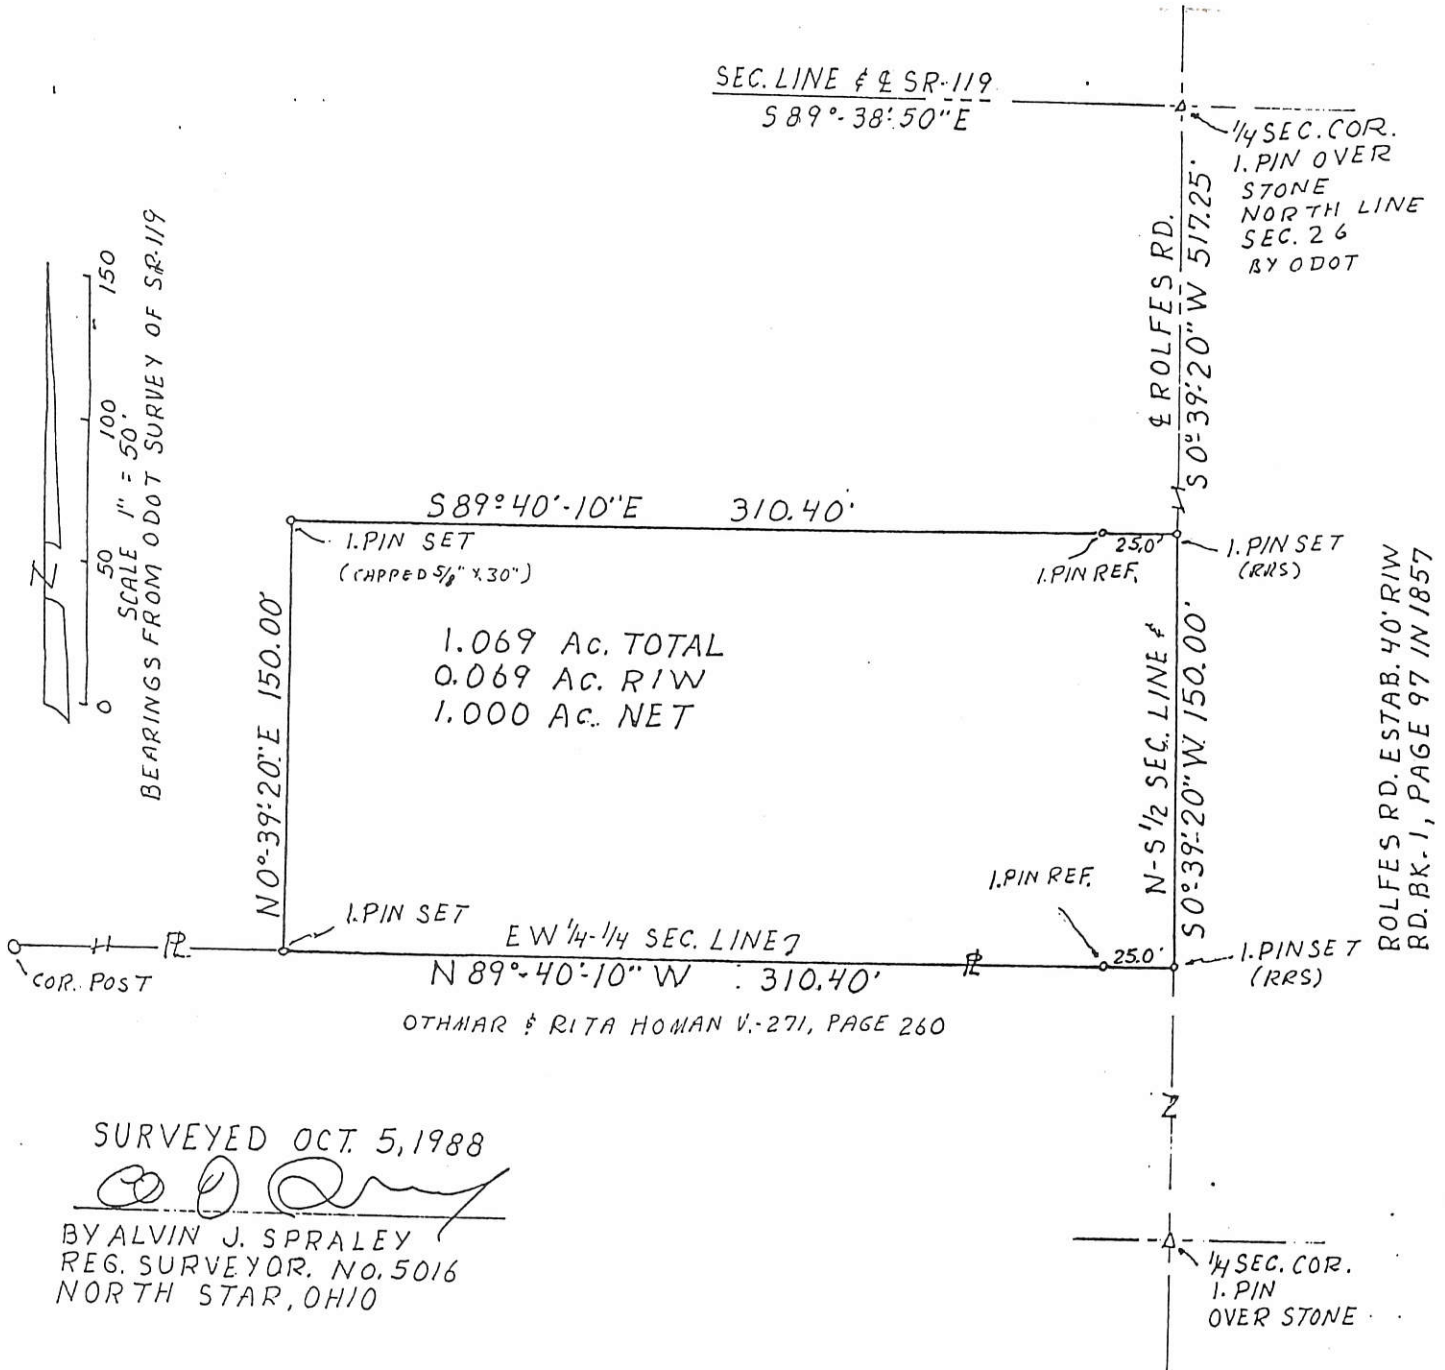 SEC. LINE & ℄ SR-119
S 89°-38'-50" E
1/4 SEC. COR.
I. PIN OVER
STONE
NORTH LINE
SEC. 26
BY ODOT
℄ ROLFES RD.
S 0°-39'-20" W 517.25'
0 50 100 150
SCALE 1" = 50'
BEARINGS FROM ODOT SURVEY OF SR-119
S 89°-40'-10" E 310.40'
I. PIN SET
(CAPPED 5/8" X 30")
25.0'
I. PIN REF.
I. PIN SET
(RRS)
N 0°-39'-20" E 150.00'
1.069 AC. TOTAL
0.069 AC. R/W
1.000 AC. NET
N-S 1/2 SEC. LINE &
S 0°-39'-20" W 150.00'
ROLFES RD. ESTAB. 40' R/W
RD. BK. 1, PAGE 97 IN 1857
I. PIN REF.
I. PIN SET
E W 1/4-1/4 SEC. LINE
PL
COR. POST
N 89°-40'-10" W 310.40'
PL
25.0'
I. PIN SET
(RRS)
OTHMAR & RITA HOMAN V.-271, PAGE 260
SURVEYED OCT. 5, 1988
BY ALVIN J. SPRALEY
REG. SURVEYOR. NO. 5016
NORTH STAR, OHIO
1/4 SEC. COR.
I. PIN
OVER STONE